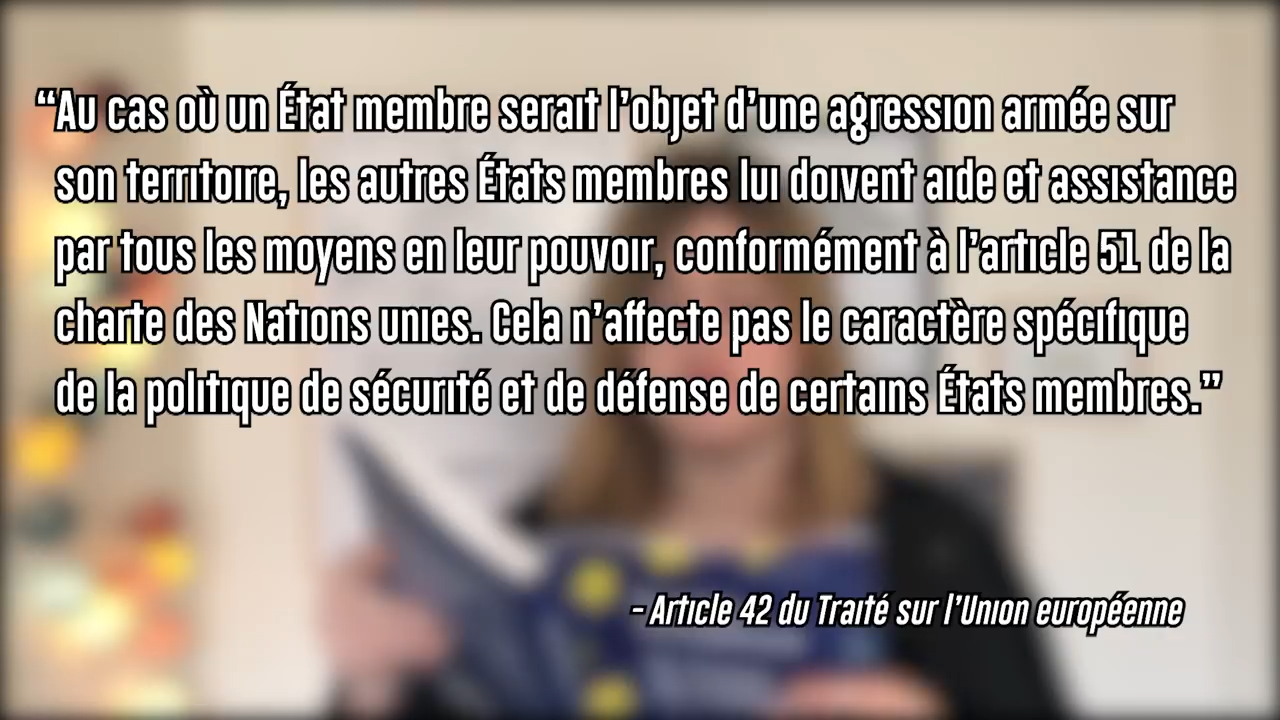 “Au cas où un État membre serait l’objet d’une agression armée sur
son territoire, les autres États membres lui doivent aide et assistance
par tous les moyens en leur pouvoir, conformément à l’article 51 de la
charte des Nations unies. Cela n’affecte pas le caractère spécifique
de la politique de sécurité et de défense de certains États membres.”
- Article 42 du Traité sur l’Union européenne